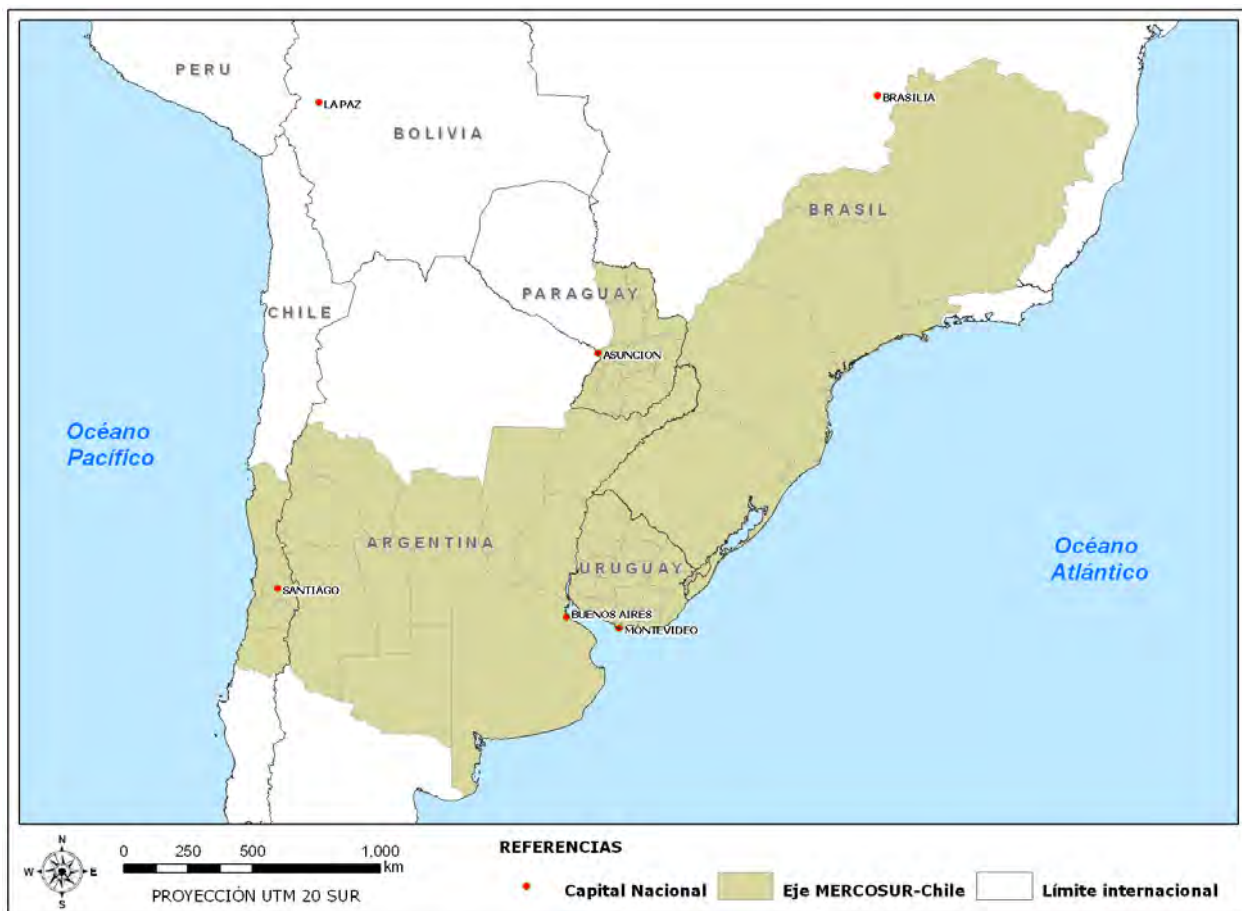 PERU
LA PAZ
BOLIVIA
BRASILIA
BRASIL
CHILE
PARAGUAY
ASUNCION
Océano
Pacífico
ARGENTINA
URUGUAY
Océano
Atlántico
SANTIAGO
BUENOS AIRES
MONTEVIDEO
N
W E
S
0 250 500 1,000
km
PROYECCIÓN UTM 20 SUR
REFERENCIAS
Capital Nacional Eje MERCOSUR-Chile Límite internacional